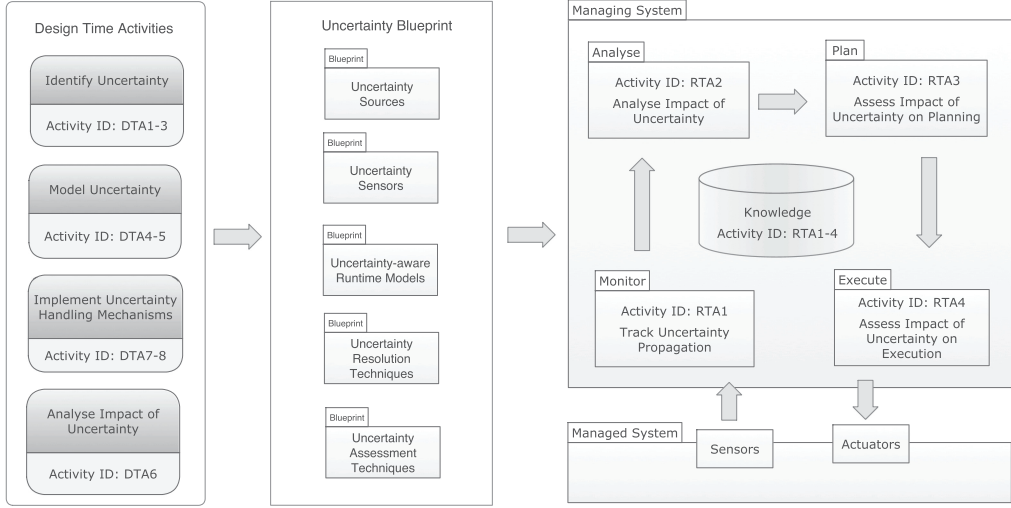 Design Time Activities
Identify Uncertainty
Activity ID: DTA1-3
Model Uncertainty
Activity ID: DTA4-5
Implement Uncertainty
Handling Mechanisms
Activity ID: DTA7-8
Analyse Impact of
Uncertainty
Activity ID: DTA6
Uncertainty Blueprint
Blueprint
Uncertainty
Sources
Blueprint
Uncertainty
Sensors
Blueprint
Uncertainty-aware
Runtime Models
Blueprint
Uncertainty
Resolution
Techniques
Blueprint
Uncertainty
Assessment
Techniques
Managing System
Analyse
Activity ID: RTA2
Analyse Impact of
Uncertainty
Plan
Activity ID: RTA3
Assess Impact of
Uncertainty on Planning
Knowledge
Activity ID: RTA1-4
Monitor
Activity ID: RTA1
Track Uncertainty
Propagation
Execute
Activity ID: RTA4
Assess Impact of
Uncertainty on
Execution
Managed System
Sensors
Actuators